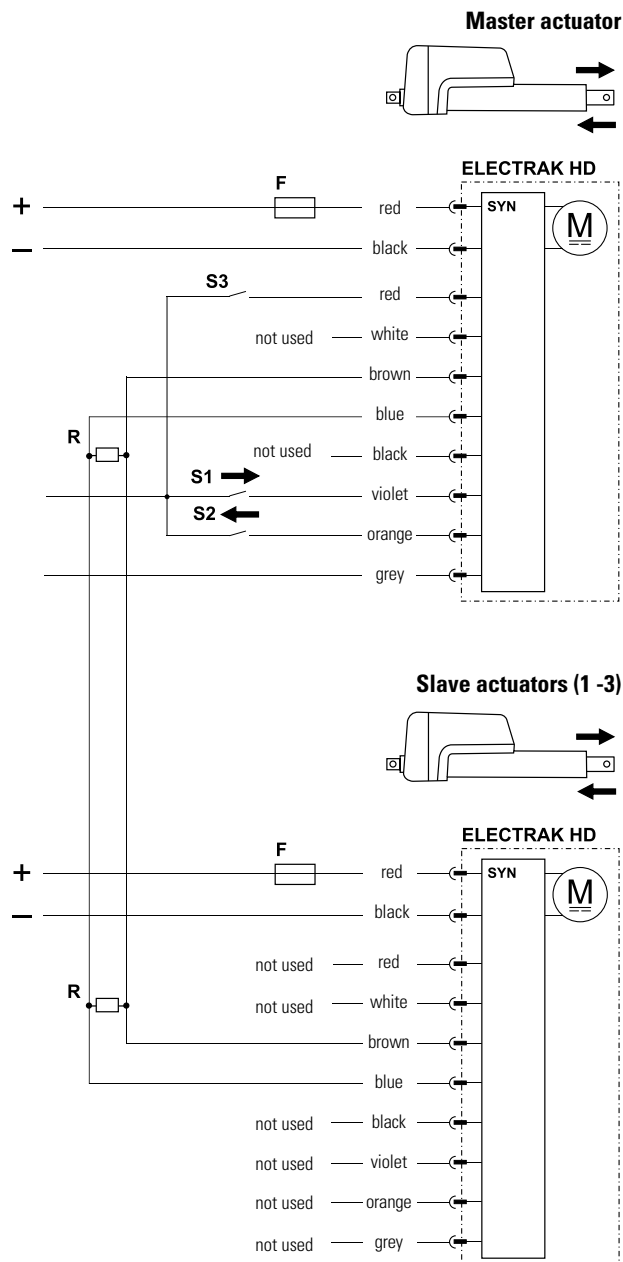 Master actuator
ELECTRAK HD
F
+ red SYN M
– black
S3 red
not used white
brown
blue
R
not used black
S1 violet
S2 orange
grey
Slave actuators (1 -3)
ELECTRAK HD
F
+ red SYN M
– black
not used red
R
not used white
brown
blue
not used black
not used violet
not used orange
not used grey